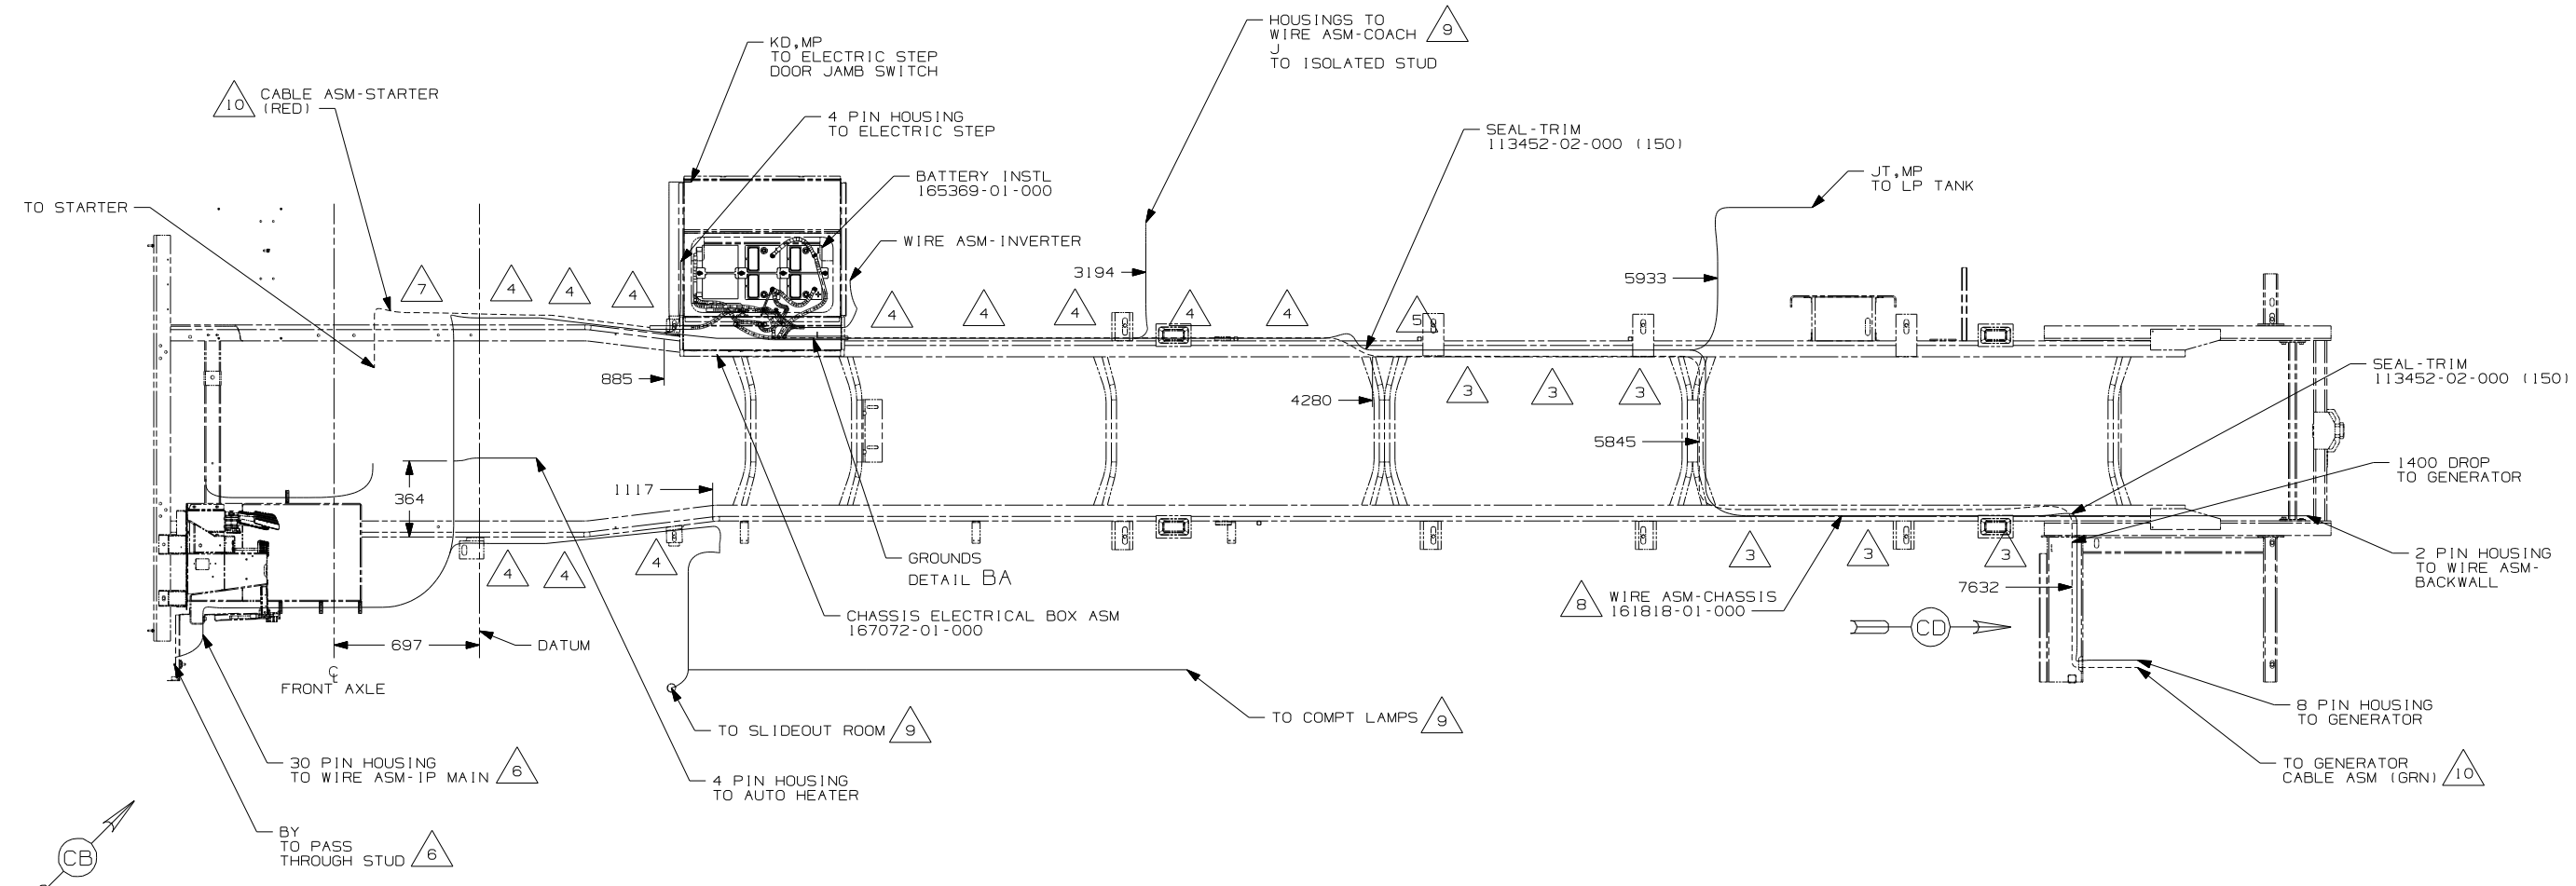 HOUSINGS TO
WIRE ASM-COACH 9
J
TO ISOLATED STUD
KD,MP
TO ELECTRIC STEP
DOOR JAMB SWITCH
10 CABLE ASM-STARTER
(RED)
4 PIN HOUSING
TO ELECTRIC STEP
SEAL-TRIM
113452-02-000 (150)
BATTERY INSTL
165369-01-000
JT,MP
TO LP TANK
TO STARTER
WIRE ASM-INVERTER
3194
5933
7
4
4
4
4
4
4
4
4
5
885
4280
3
3
3
SEAL-TRIM
113452-02-000 (150)
5845
1400 DROP
TO GENERATOR
364
1117
4
4
4
GROUNDS
DETAIL BA
3
3
3
2 PIN HOUSING
TO WIRE ASM-
BACKWALL
7632
8 WIRE ASM-CHASSIS
161818-01-000
CHASSIS ELECTRICAL BOX ASM
167072-01-000
CD
697
DATUM
CL
FRONT AXLE
8 PIN HOUSING
TO GENERATOR
TO SLIDEOUT ROOM 9
TO COMPT LAMPS 9
30 PIN HOUSING
TO WIRE ASM-IP MAIN 6
4 PIN HOUSING
TO AUTO HEATER
TO GENERATOR
CABLE ASM (GRN) 10
BY
TO PASS
THROUGH STUD 6
CB